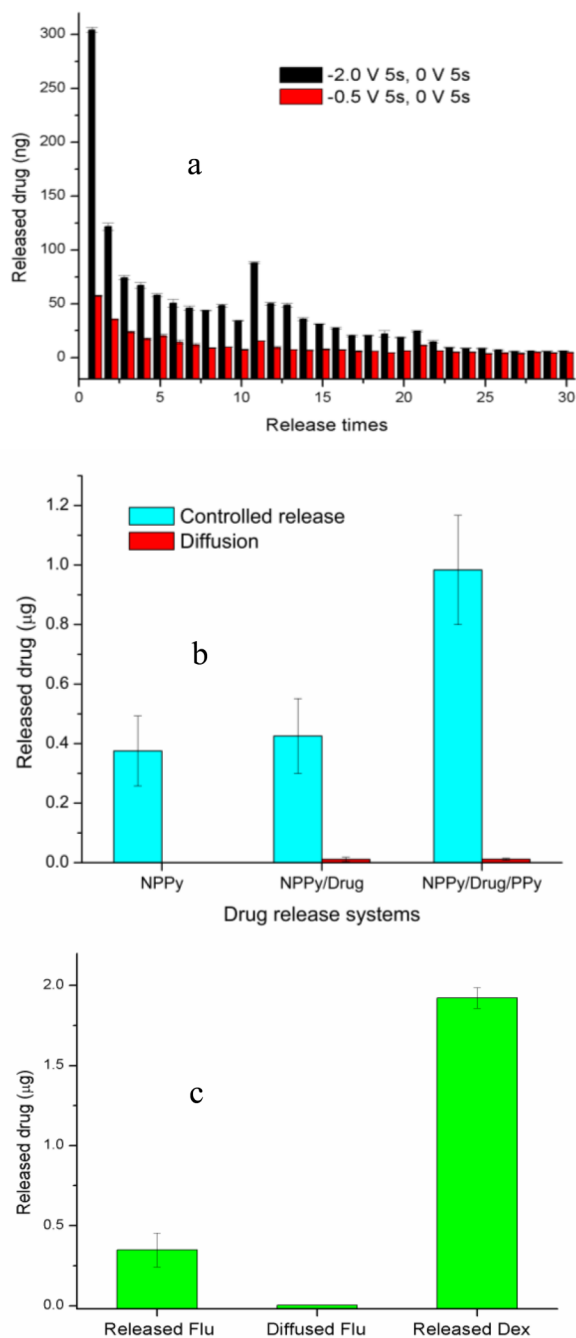 300
250
200
150
100
50
0
Released drug (ng)
-2.0 V 5s, 0 V 5s
-0.5 V 5s, 0 V 5s
a
0 5 10 15 20 25 30
Release times
1.2
1.0
0.8
0.6
0.4
0.2
0.0
Released drug (μg)
Controlled release
Diffusion
b
NPPy NPPy/Drug NPPy/Drug/PPy
Drug release systems
2.0
1.5
1.0
0.5
0.0
Released drug (μg)
c
Released Flu Diffused Flu Released Dex